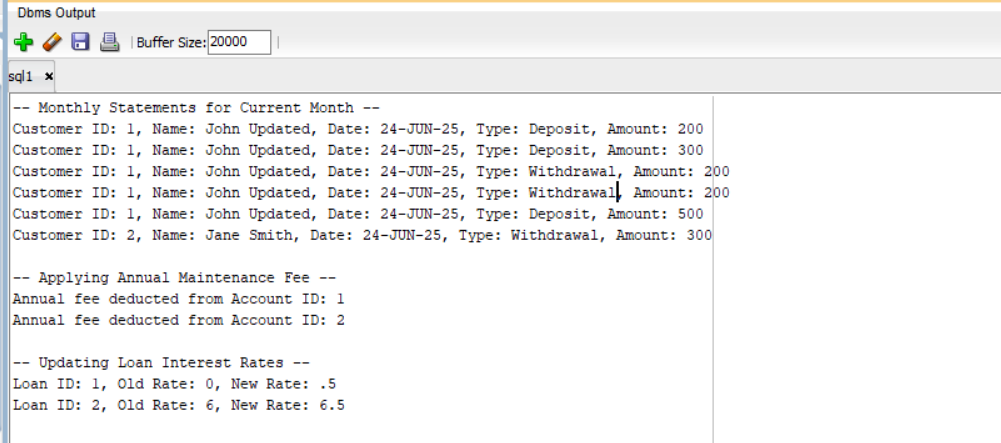 Dbms Output
Buffer Size: 20000
sql1 ×
-- Monthly Statements for Current Month --
Customer ID: 1, Name: John Updated, Date: 24-JUN-25, Type: Deposit, Amount: 200
Customer ID: 1, Name: John Updated, Date: 24-JUN-25, Type: Deposit, Amount: 300
Customer ID: 1, Name: John Updated, Date: 24-JUN-25, Type: Withdrawal, Amount: 200
Customer ID: 1, Name: John Updated, Date: 24-JUN-25, Type: Withdrawal, Amount: 200
Customer ID: 1, Name: John Updated, Date: 24-JUN-25, Type: Deposit, Amount: 500
Customer ID: 2, Name: Jane Smith, Date: 24-JUN-25, Type: Withdrawal, Amount: 300
-- Applying Annual Maintenance Fee --
Annual fee deducted from Account ID: 1
Annual fee deducted from Account ID: 2
-- Updating Loan Interest Rates --
Loan ID: 1, Old Rate: 0, New Rate: .5
Loan ID: 2, Old Rate: 6, New Rate: 6.5